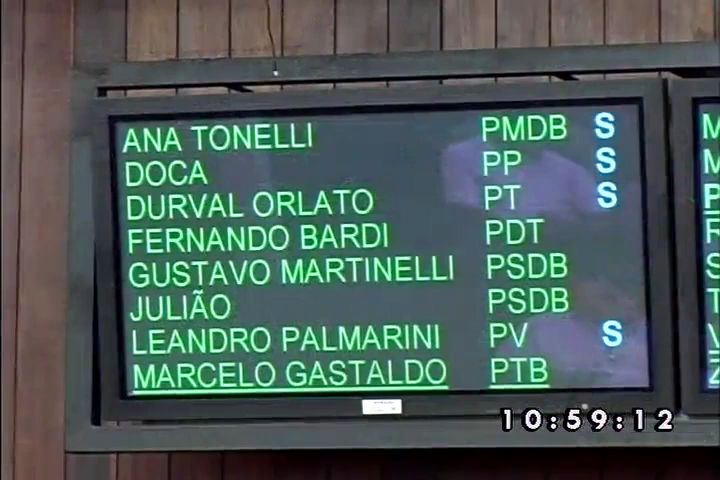 ANA TONELLI PMDB S
DOCA PP S
DURVAL ORLATO PT S
FERNANDO BARDI PDT
GUSTAVO MARTINELLI PSDB
JULIÃO PSDB
LEANDRO PALMARINI PV S
MARCELO GASTALDO PTB
10:59:12